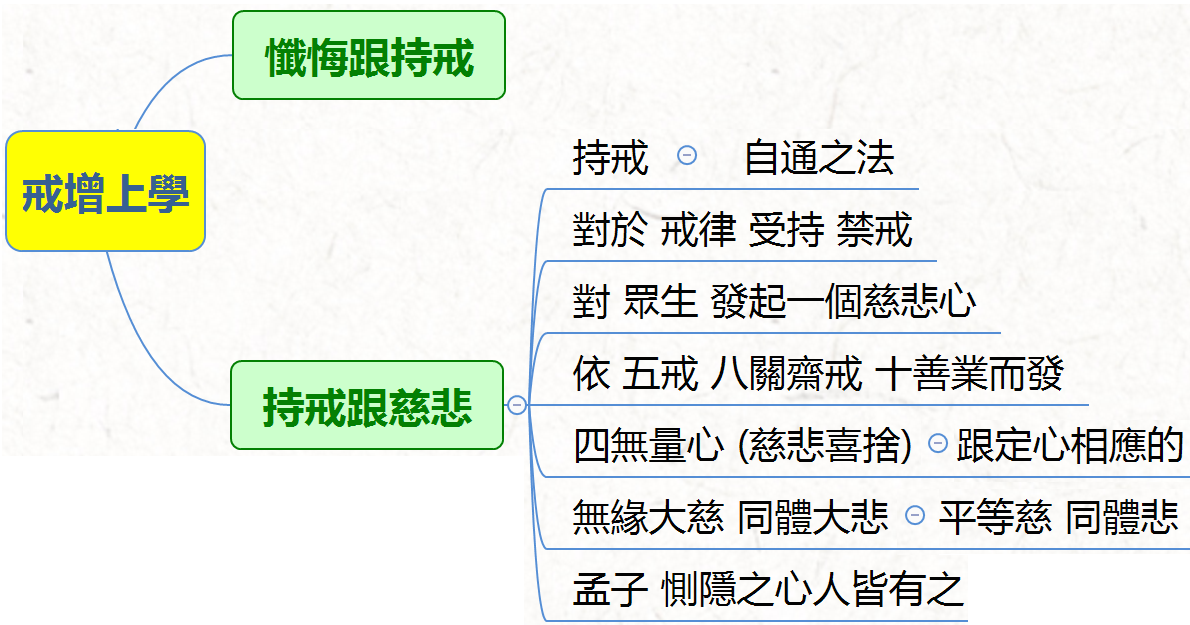 懺悔跟持戒
戒增上學
持戒 自通之法
對於 戒律 受持 禁戒
對 眾生 發起一個慈悲心
依 五戒 八關齋戒 十善業而發
持戒跟慈悲
四無量心 (慈悲喜捨) 跟定心相應的
無緣大慈 同體大悲 平等慈 同體悲
孟子 惻隱之心人皆有之